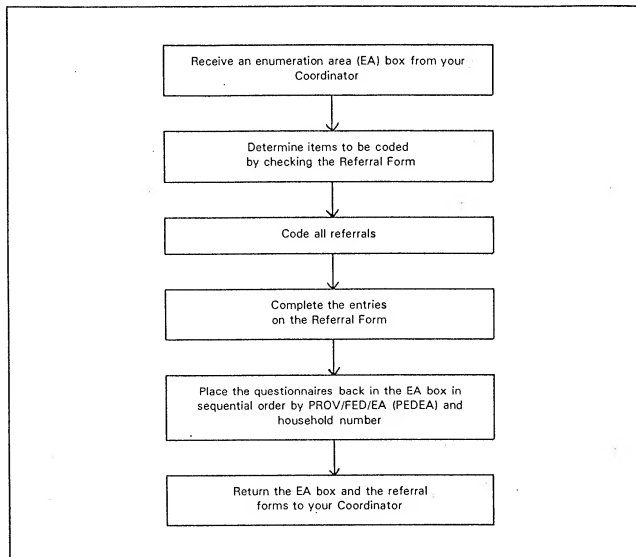 Receive an enumeration area (EA) box from your
Coordinator
Determine items to be coded
by checking the Referral Form
Code all referrals
Complete the entries
on the Referral Form
Place the questionnaires back in the EA box in
sequential order by PROV/FED/EA (PEDEA) and
household number
Return the EA box and the referral
forms to your Coordinator